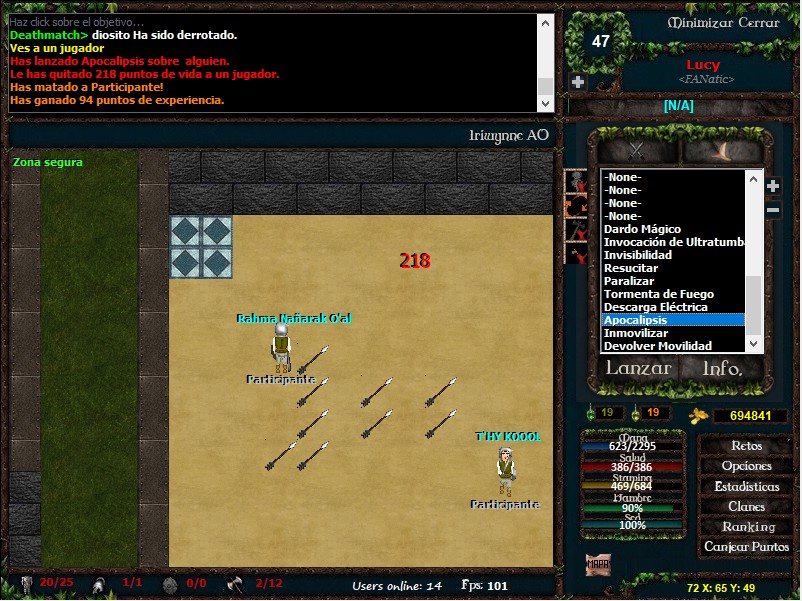 Haz click sobre el objetivo...
Deathmatch> diosito Ha sido derrotado.
Ves a un jugador
Has lanzado Apocalipsis sobre alguien.
Le has quitado 218 puntos de vida a un jugador.
Has matado a Participante!
Has ganado 94 puntos de experiencia.
Minimizar Cerrar
47
Lucy
<FANatic>
[N/A]
Iriwynne AO
Zona segura
218
Rahma Nañarak O'al
Participante
T'HY KOOOL
Participante
-None-
-None-
-None-
-None-
Dardo Mágico
Invocación de Ultratumba
Invisibilidad
Resucitar
Paralizar
Tormenta de Fuego
Descarga Eléctrica
Apocalipsis
Inmovilizar
Devolver Movilidad
Lanzar
Info.
19
19
694841
Mana
623/2295
Salud
386/386
Stamina
469/684
Hambre
90%
Sed
100%
Retos
Opciones
Estadisticas
Clanes
Ranking
Canjear Puntos
MAPA
20/25
1/1
0/0
2/12
Users online: 14
Fps: 101
72 X: 65 Y: 49